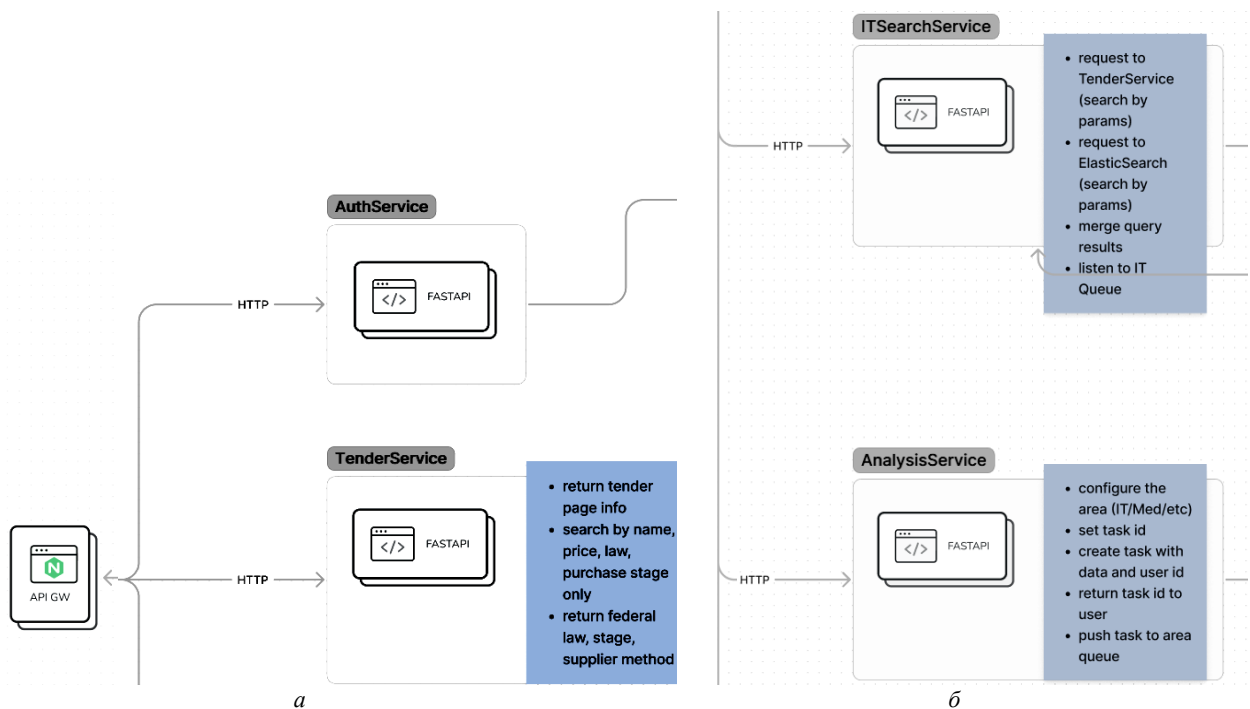 AuthService
FASTAPI
HTTP
TenderService
FASTAPI
HTTP
• return tender
page info
• search by name,
price, law,
purchase stage
only
• return federal
law, stage,
supplier method
API GW
а
ITSearchService
FASTAPI
HTTP
• request to
TenderService
(search by
params)
• request to
ElasticSearch
(search by
params)
• merge query
results
• listen to IT
Queue
AnalysisService
FASTAPI
HTTP
• configure the
area (IT/Med/etc)
• set task id
• create task with
data and user id
• return task id to
user
• push task to area
queue
б